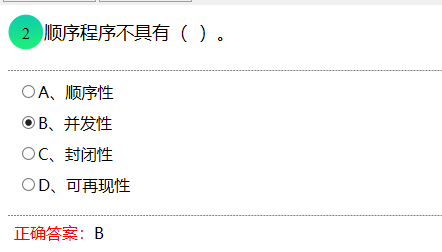 2 顺序程序不具有（ ）。
A、顺序性
B、并发性
C、封闭性
D、可再现性
正确答案：B